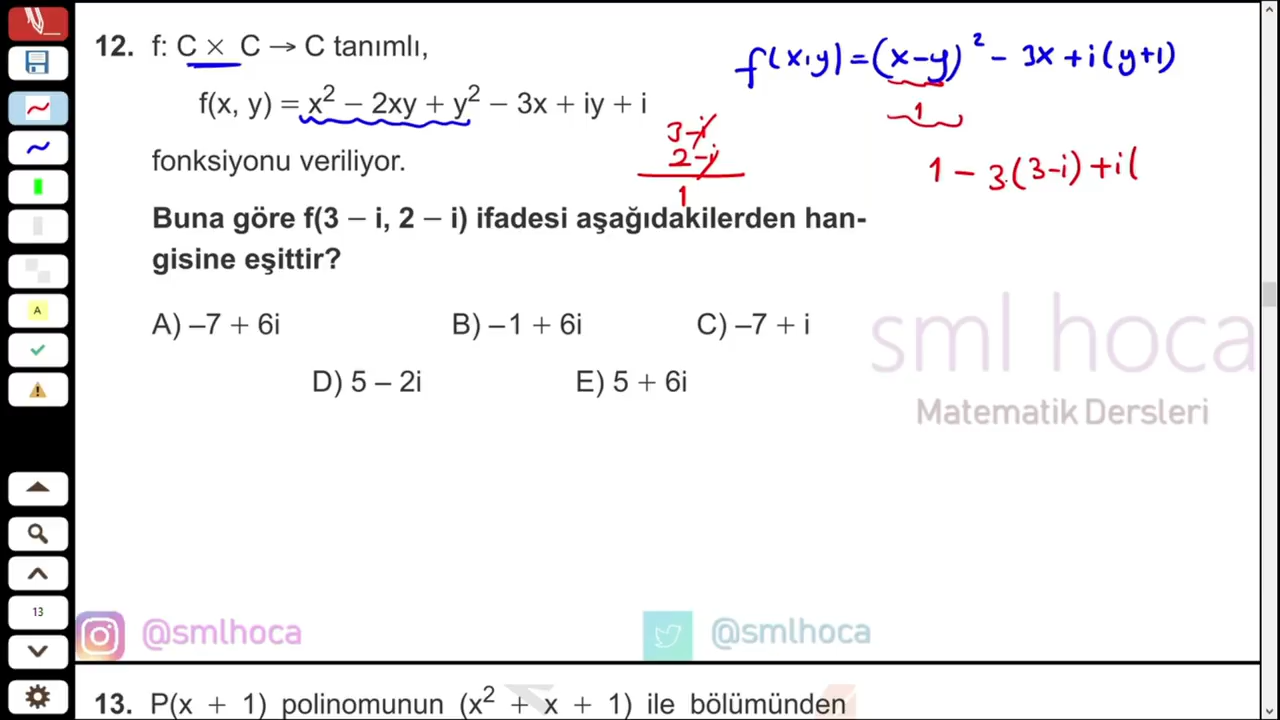 12. f: C × C → C tanımlı,
f(x, y) = x² − 2xy + y² − 3x + iy + i
fonksiyonu veriliyor.
Buna göre f(3 − i, 2 − i) ifadesi aşağıdakilerden han-
gisine eşittir?
A) −7 + 6i B) −1 + 6i C) −7 + i
D) 5 − 2i E) 5 + 6i
f(x,y) = (x−y)² − 3x + i(y+1)
1
3−i
2−i
1
1 − 3.(3−i) + i(
sml hoca
Matematik Dersleri
A
13
@smlhoca
@smlhoca
13. P(x + 1) polinomunun (x² + x + 1) ile bölümünden